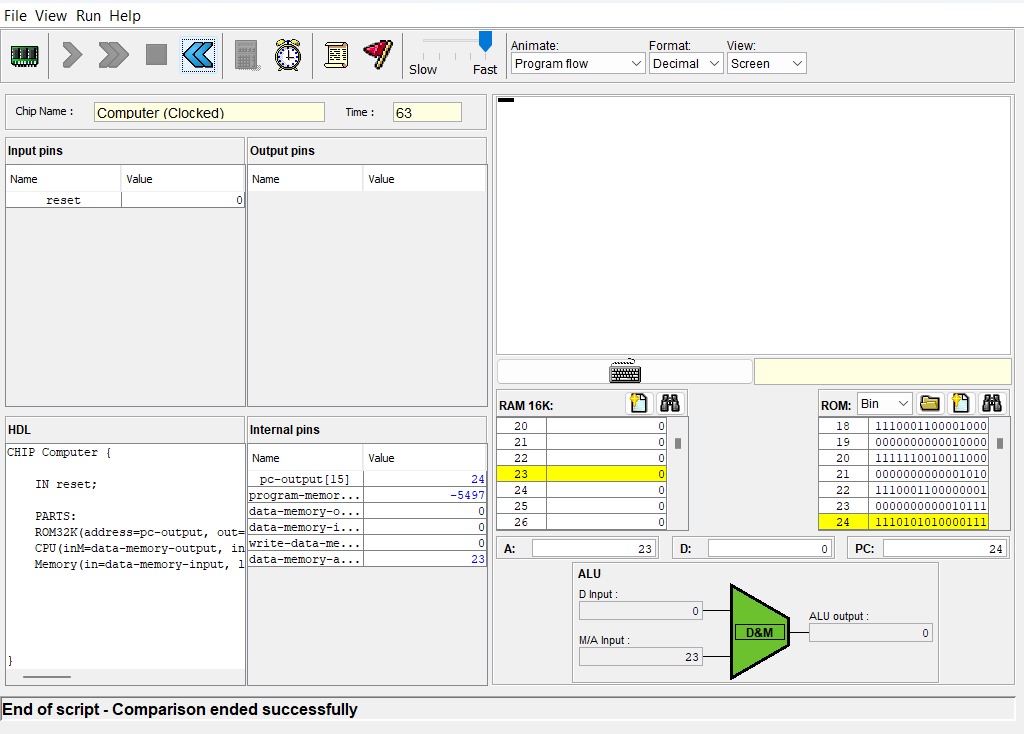 File View Run Help
Animate: Format: View:
Slow Fast Program flow Decimal Screen
Chip Name : Computer (Clocked) Time : 63
Input pins
Name Value
reset 0
Output pins
Name Value
HDL
CHIP Computer {
IN reset;
PARTS:
ROM32K(address=pc-output, out=
CPU(inM=data-memory-output, in
Memory(in=data-memory-input, l
}
Internal pins
Name Value
pc-output[15] 24
program-memor... -5497
data-memory-o... 0
data-memory-i... 0
write-data-me... 0
data-memory-a... 23
RAM 16K:
20 0
21 0
22 0
23 0
24 0
25 0
26 0
ROM: Bin
18 1110001100001000
19 0000000000010000
20 1111110010011000
21 0000000000001010
22 1110001100000001
23 0000000000010111
24 1110101010000111
A: 23 D: 0 PC: 24
ALU
D Input :
0
M/A Input :
23
D&M
ALU output :
0
End of script - Comparison ended successfully